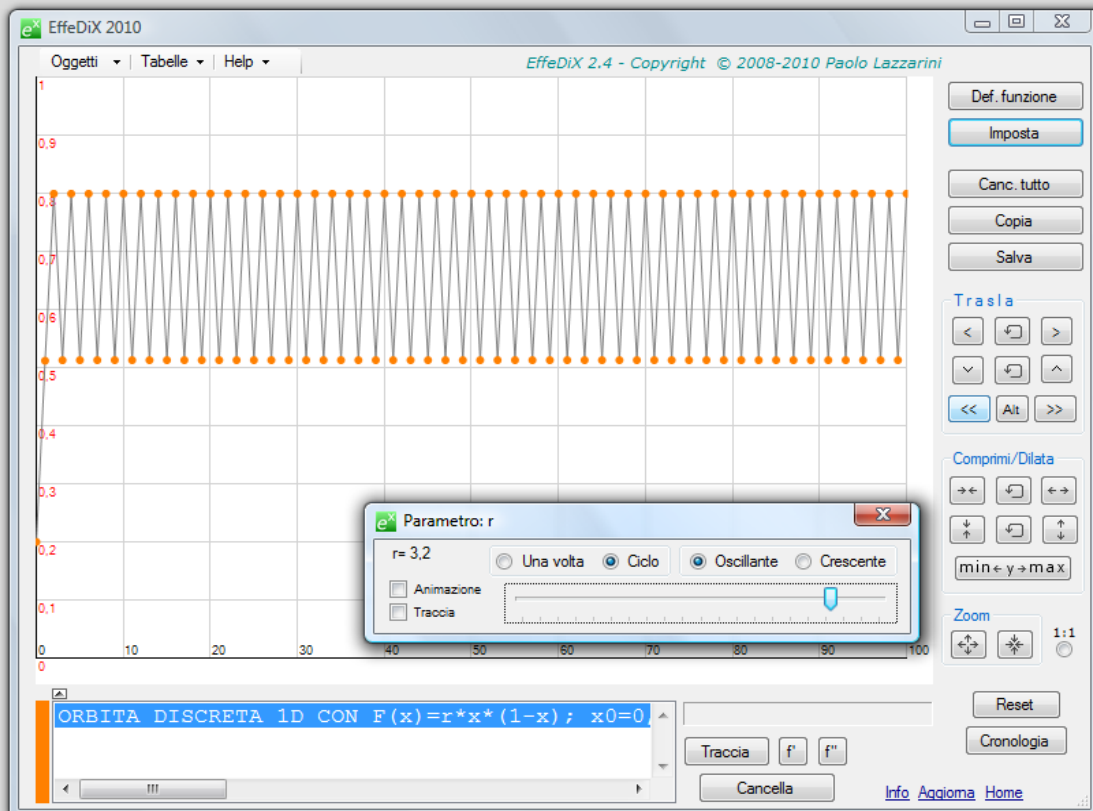 EffeDiX 2010
Oggetti Tabelle Help
EffeDiX 2.4 - Copyright © 2008-2010 Paolo Lazzarini
1
0,9
0,8
0,7
0,6
0,5
0,4
0,3
0,2
0,1
0 10 20 30 40 50 60 70 80 90 100
0
Def. funzione
Imposta
Canc. tutto
Copia
Salva
Trasla
< >
<< Alt >>
Comprimi/Dilata
min←y→max
Zoom
1:1
Parametro: r
r= 3,2
Una volta Ciclo Oscillante Crescente
Animazione
Traccia
ORBITA DISCRETA 1D CON F(x)=r*x*(1-x); x0=0,
Traccia f' f"
Cancella
Reset
Cronologia
Info Aggiorna Home